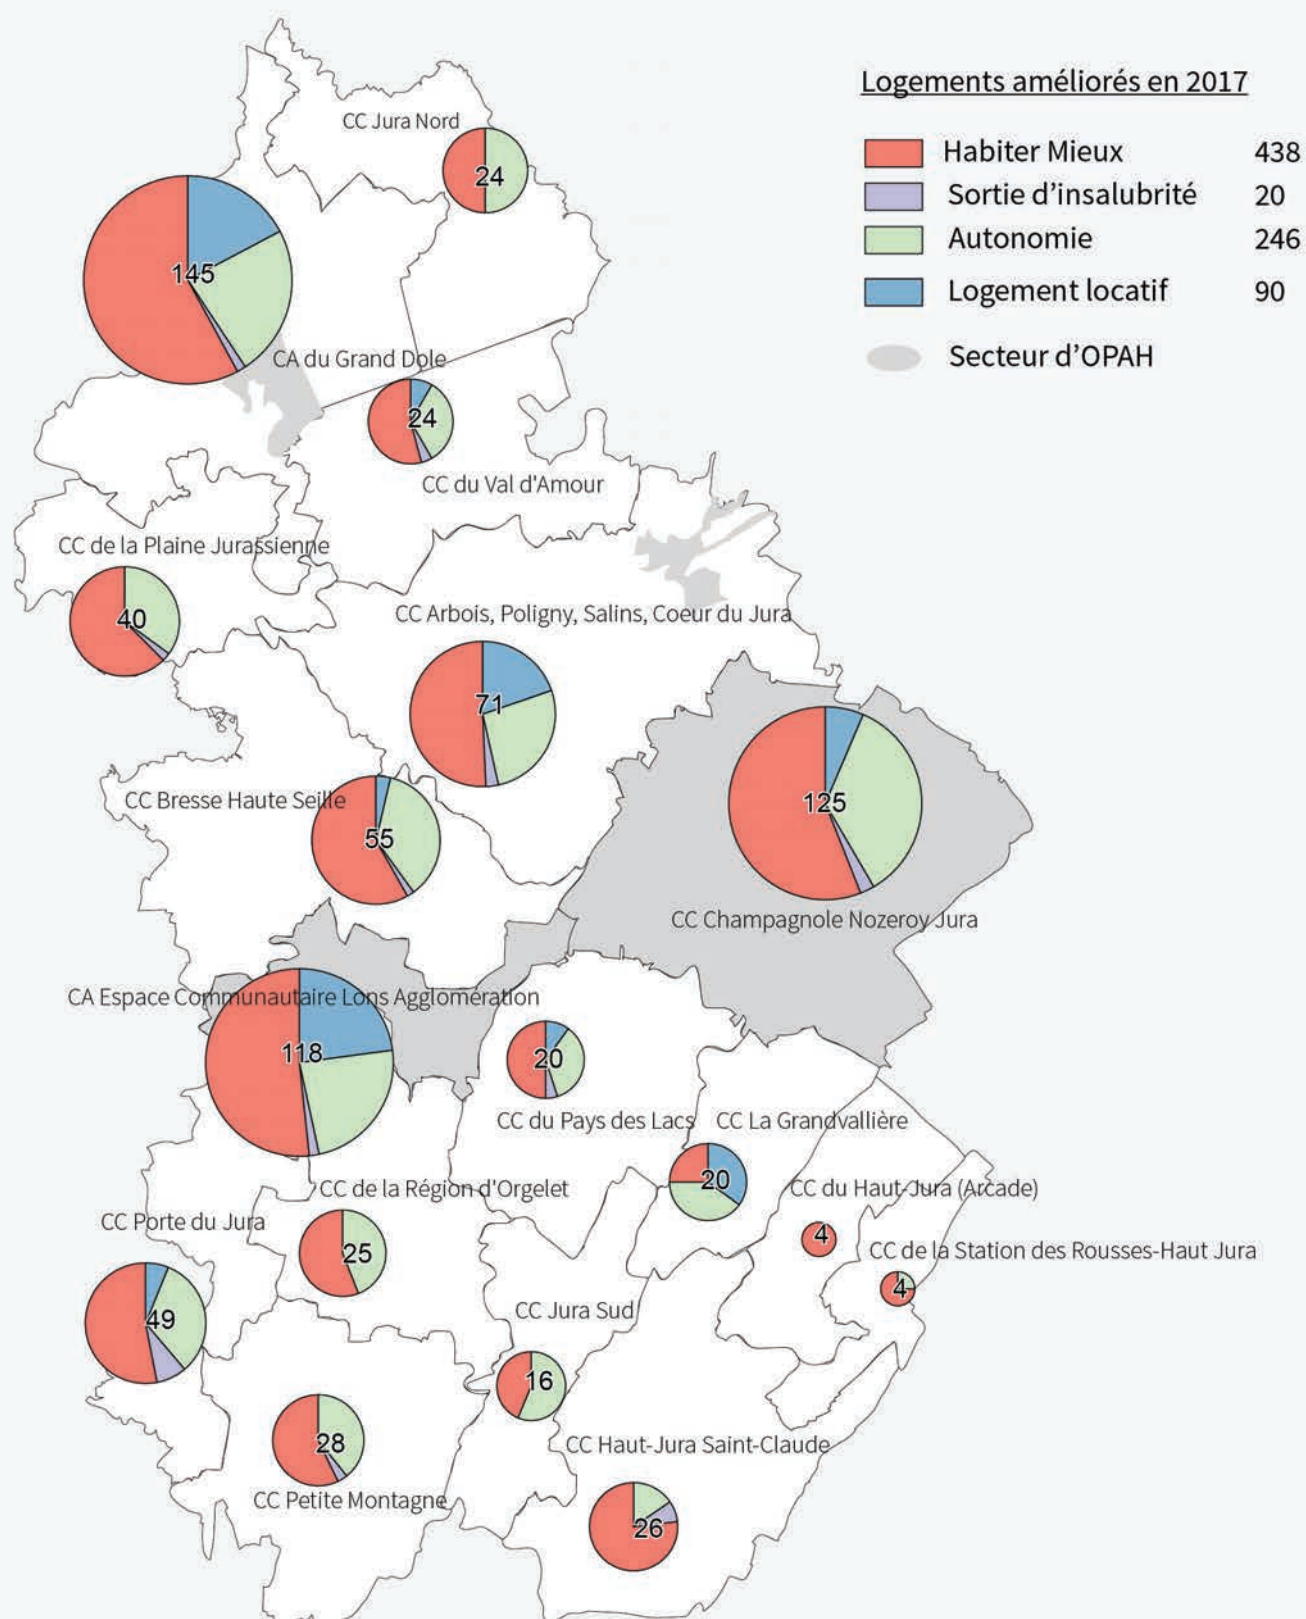 Logements améliorés en 2017
Habiter Mieux 438
Sortie d'insalubrité 20
Autonomie 246
Logement locatif 90
Secteur d'OPAH
CC Jura Nord
24
145
CA du Grand Dole
24
CC du Val d'Amour
CC de la Plaine Jurassienne
40
CC Arbois, Poligny, Salins, Coeur du Jura
71
CC Bresse Haute Seille
55
125
CC Champagnole Nozeroy Jura
CA Espace Communautaire Lons Agglomération
118
20
CC du Pays des Lacs
CC La Grandvallière
20
CC de la Région d'Orgelet
25
CC du Haut-Jura (Arcade)
4
CC Porte du Jura
49
CC de la Station des Rousses-Haut Jura
4
CC Jura Sud
16
28
CC Petite Montagne
CC Haut-Jura Saint-Claude
26